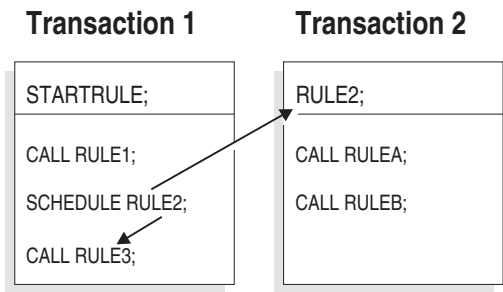 Transaction 1
STARTRULE;
CALL RULE1;
SCHEDULE RULE2;
CALL RULE3;
Transaction 2
RULE2;
CALL RULEA;
CALL RULEB;